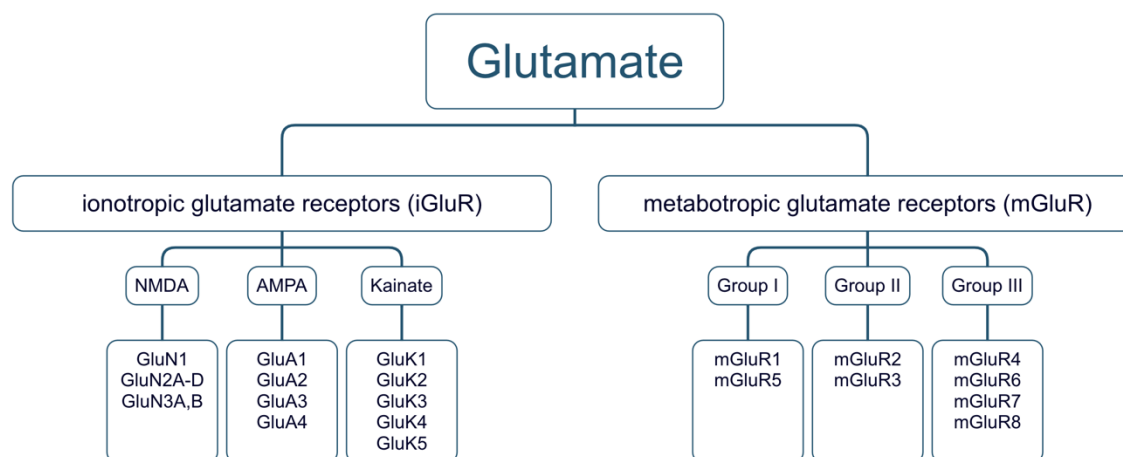 Glutamate
ionotropic glutamate receptors (iGluR)
metabotropic glutamate receptors (mGluR)
NMDA
AMPA
Kainate
Group I
Group II
Group III
GluN1
GluN2A-D
GluN3A,B
GluA1
GluA2
GluA3
GluA4
GluK1
GluK2
GluK3
GluK4
GluK5
mGluR1
mGluR5
mGluR2
mGluR3
mGluR4
mGluR6
mGluR7
mGluR8